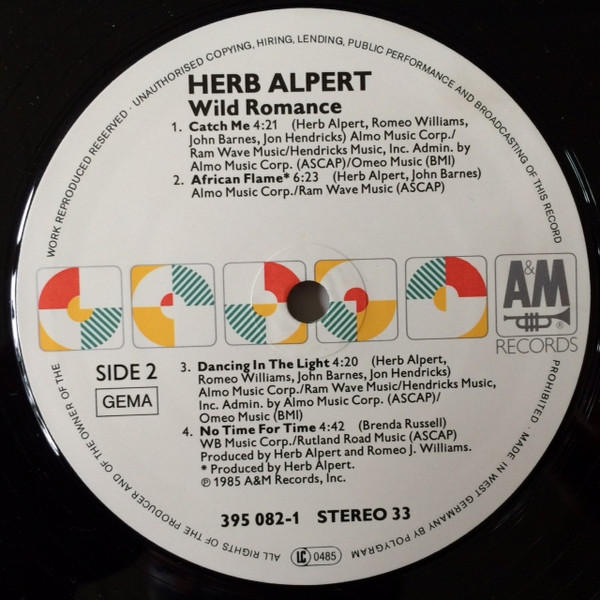 WORK REPRODUCED RESERVED · UNAUTHORISED COPYING, HIRING, LENDING, PUBLIC PERFORMANCE AND BROADCASTING OF THIS RECORD
HERB ALPERT
Wild Romance
1. Catch Me 4:21 (Herb Alpert, Romeo Williams,
John Barnes, Jon Hendricks) Almo Music Corp./
Ram Wave Music/Hendricks Music, Inc. Admin. by
Almo Music Corp. (ASCAP)/Omeo Music (BMI)
2. African Flame* 6:23 (Herb Alpert, John Barnes)
Almo Music Corp./Ram Wave Music (ASCAP)
A&M
®
RECORDS
SIDE 2
GEMA
3. Dancing In The Light 4:20 (Herb Alpert,
Romeo Williams, John Barnes, Jon Hendricks)
Almo Music Corp./Ram Wave Music/Hendricks Music,
Inc. Admin. by Almo Music Corp. (ASCAP)/
Omeo Music (BMI)
4. No Time For Time 4:42 (Brenda Russell)
WB Music Corp./Rutland Road Music (ASCAP)
Produced by Herb Alpert and Romeo J. Williams.
* Produced by Herb Alpert.
℗ 1985 A&M Records, Inc.
395 082-1 STEREO 33
LC 0485
PROHIBITED · MADE IN WEST GERMANY BY POLYGRAM
ALL RIGHTS OF THE PRODUCER AND OF THE OWNER OF THE